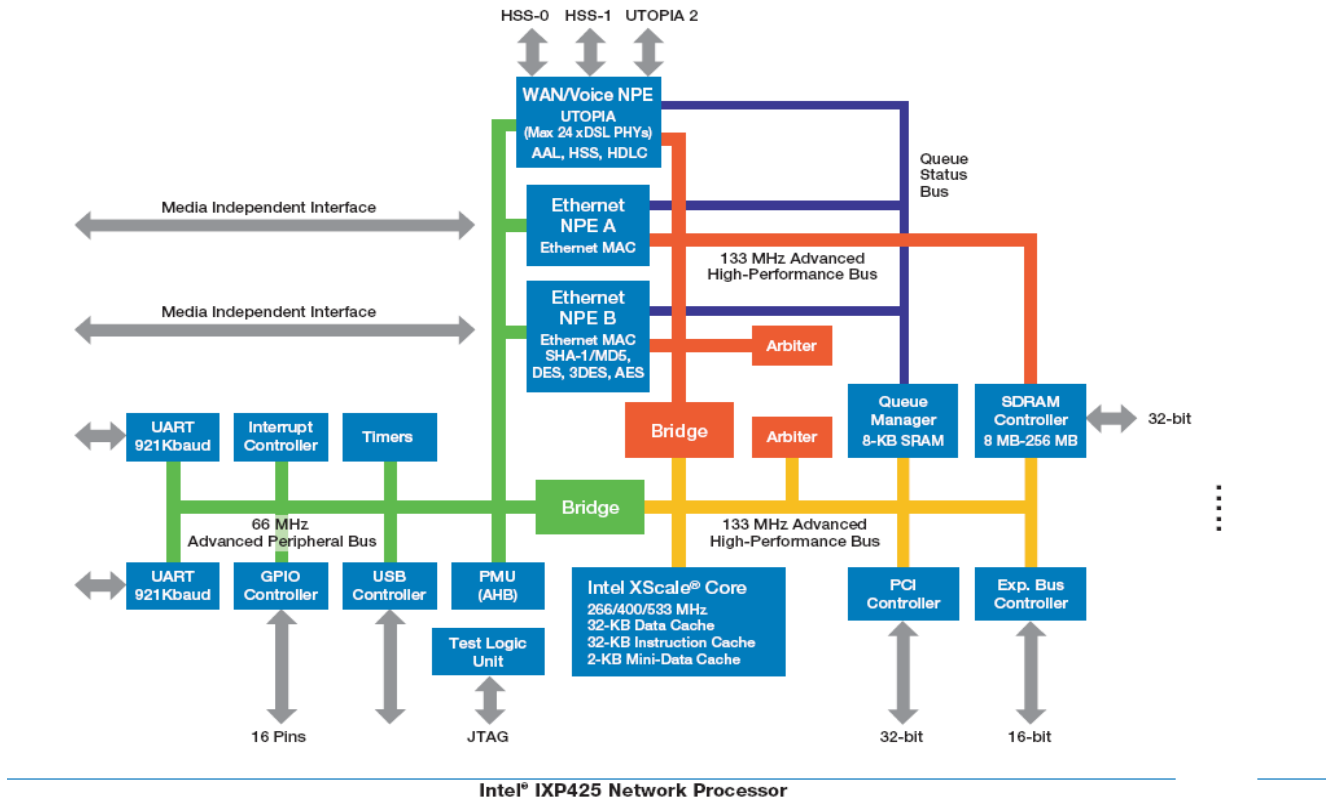 HSS-0 HSS-1 UTOPIA 2
WAN/Voice NPE
UTOPIA
(Max 24 xDSL PHYs)
AAL, HSS, HDLC
Queue
Status
Bus
Media Independent Interface
Ethernet
NPE A
Ethernet MAC
133 MHz Advanced
High-Performance Bus
Media Independent Interface
Ethernet
NPE B
Ethernet MAC
SHA-1/MD5,
DES, 3DES, AES
Arbiter
UART
921Kbaud
Interrupt
Controller
Timers
Bridge
Arbiter
Queue
Manager
8-KB SRAM
SDRAM
Controller
8 MB-256 MB
32-bit
Bridge
66 MHz
Advanced Peripheral Bus
133 MHz Advanced
High-Performance Bus
UART
921Kbaud
GPIO
Controller
USB
Controller
PMU
(AHB)
Intel XScale® Core
266/400/533 MHz
32-KB Data Cache
32-KB Instruction Cache
2-KB Mini-Data Cache
PCI
Controller
Exp. Bus
Controller
Test Logic
Unit
16 Pins
JTAG
32-bit
16-bit
Intel® IXP425 Network Processor